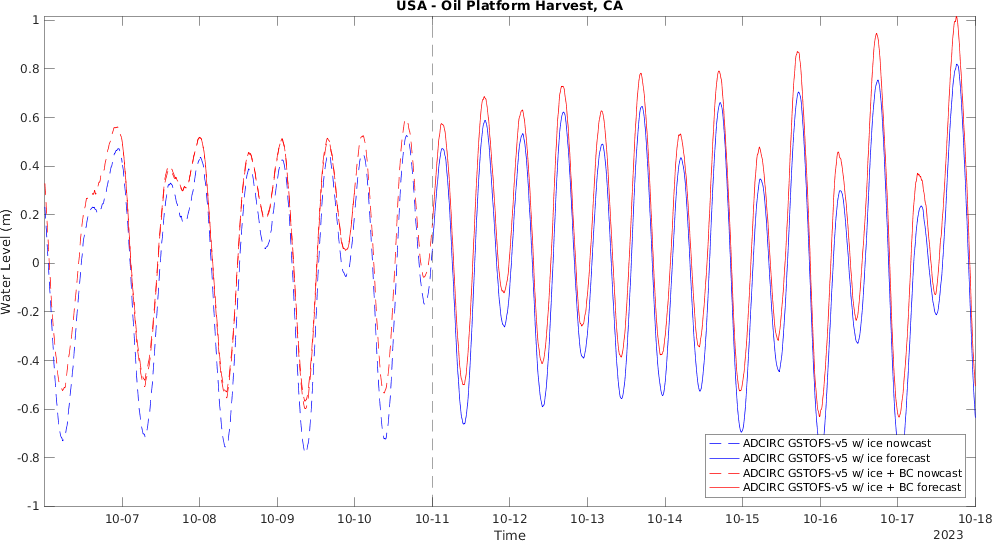 USA - Oil Platform Harvest, CA
1
0.8
0.6
0.4
0.2
0
-0.2
-0.4
-0.6
-0.8
-1
Water Level (m)
ADCIRC GSTOFS-v5 w/ ice nowcast
ADCIRC GSTOFS-v5 w/ ice forecast
ADCIRC GSTOFS-v5 w/ ice + BC nowcast
ADCIRC GSTOFS-v5 w/ ice + BC forecast
10-07 10-08 10-09 10-10 10-11 10-12 10-13 10-14 10-15 10-16 10-17 10-18
Time
2023